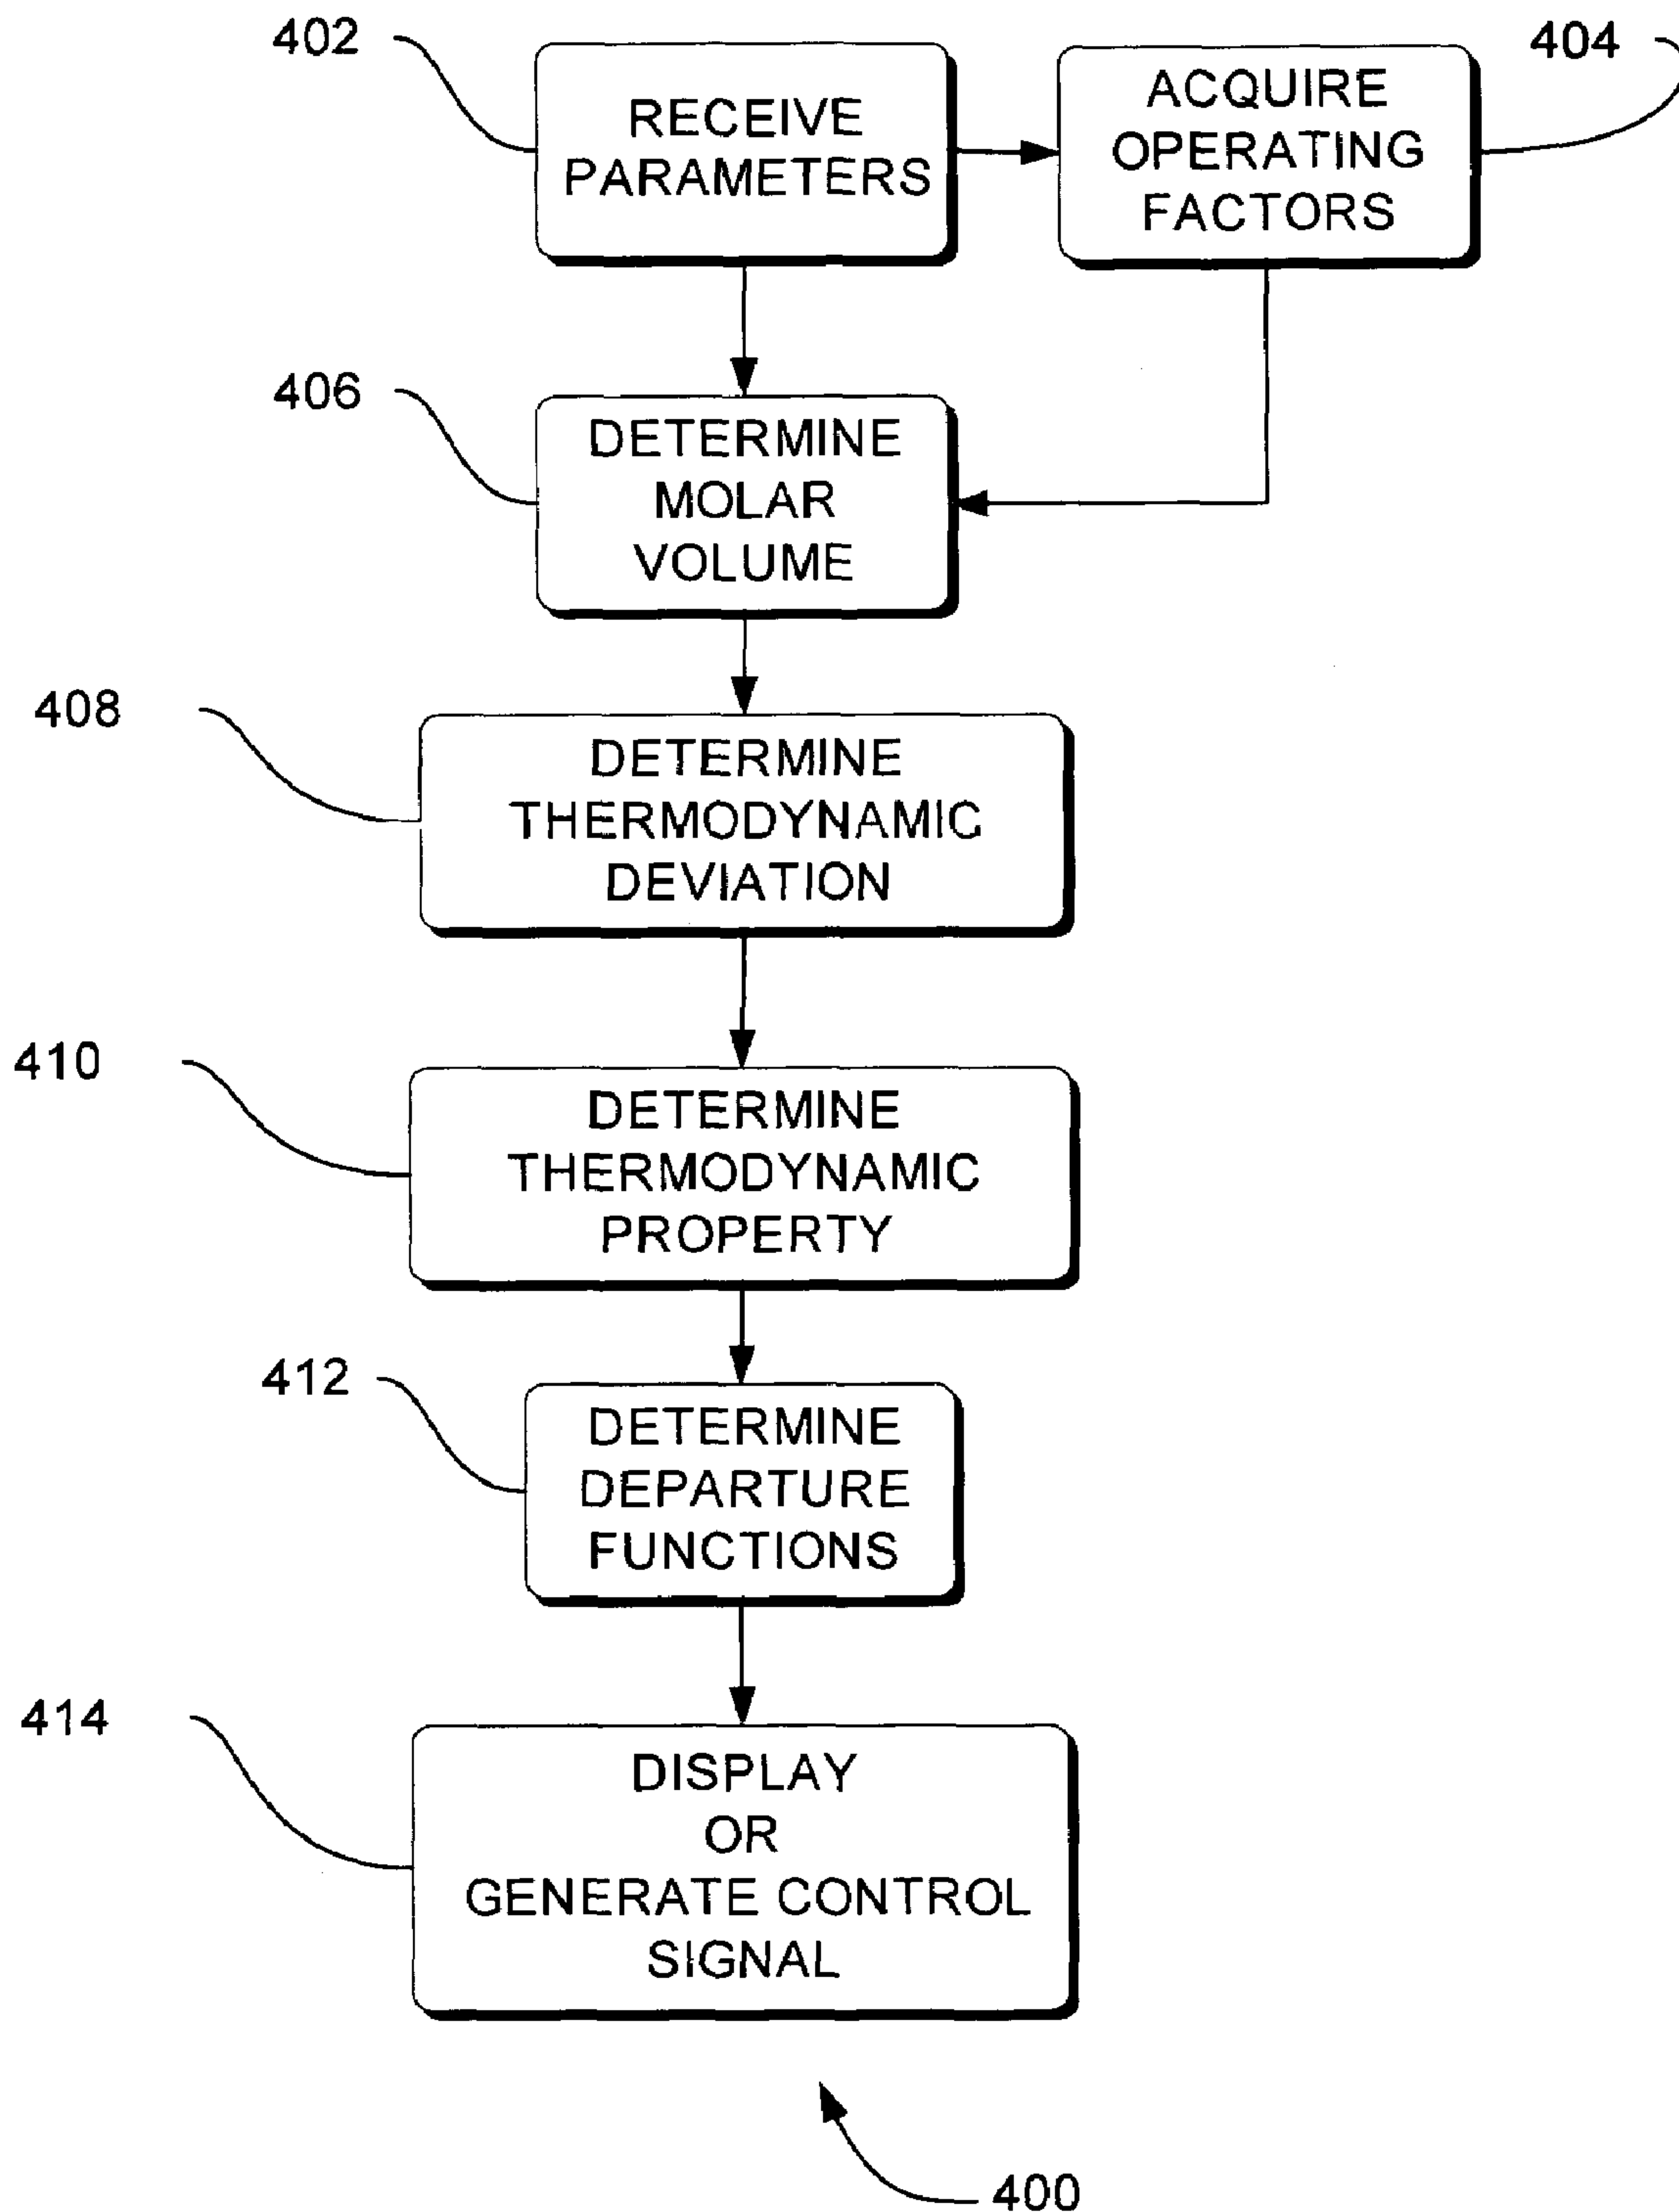 402
RECEIVE
PARAMETERS
404
ACQUIRE
OPERATING
FACTORS
406
DETERMINE
MOLAR
VOLUME
408
DETERMINE
THERMODYNAMIC
DEVIATION
410
DETERMINE
THERMODYNAMIC
PROPERTY
412
DETERMINE
DEPARTURE
FUNCTIONS
414
DISPLAY
OR
GENERATE CONTROL
SIGNAL
400